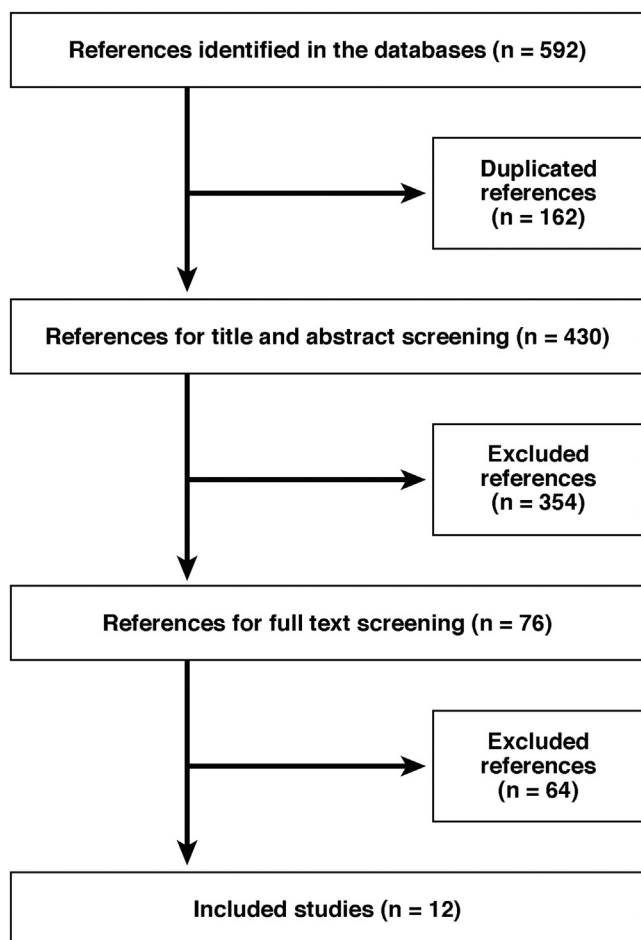 References identified in the databases (n = 592)
Duplicated
references
(n = 162)
References for title and abstract screening (n = 430)
Excluded
references
(n = 354)
References for full text screening (n = 76)
Excluded
references
(n = 64)
Included studies (n = 12)